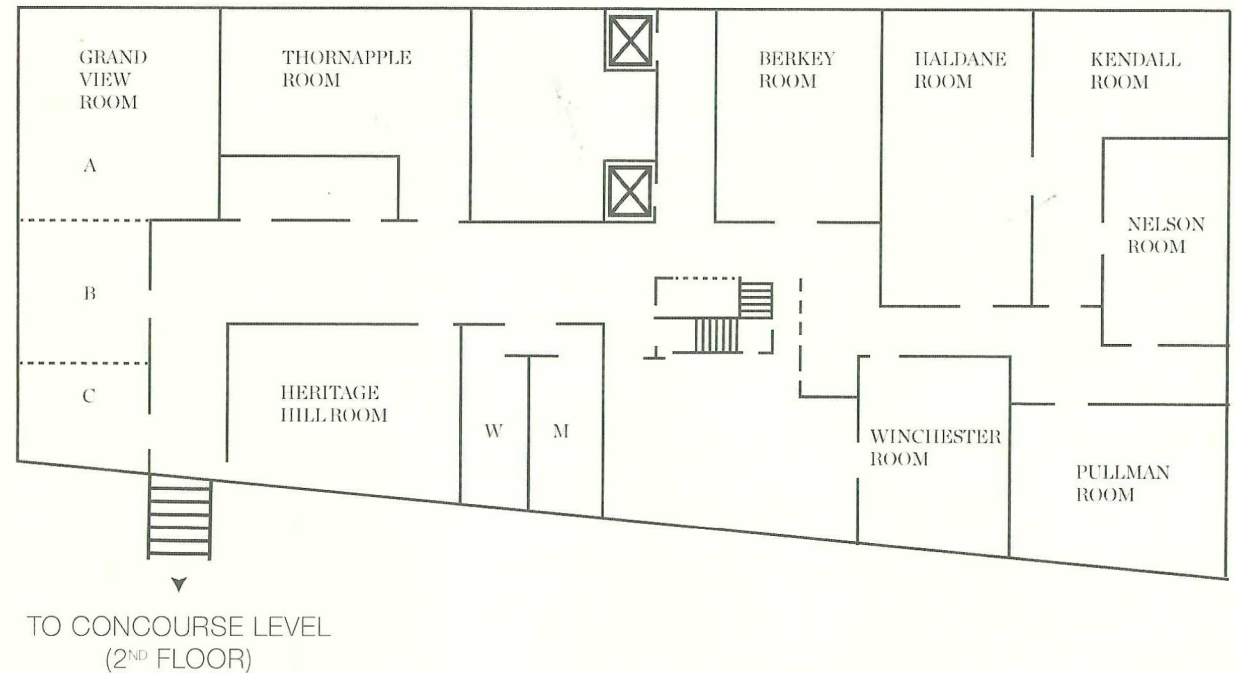 GRAND
VIEW
ROOM
A
B
C
THORNAPPLE
ROOM
BERKEY
ROOM
HALDANE
ROOM
KENDALL
ROOM
NELSON
ROOM
HERITAGE
HILL ROOM
W
M
WINCHESTER
ROOM
PULLMAN
ROOM
TO CONCOURSE LEVEL
(2ND FLOOR)